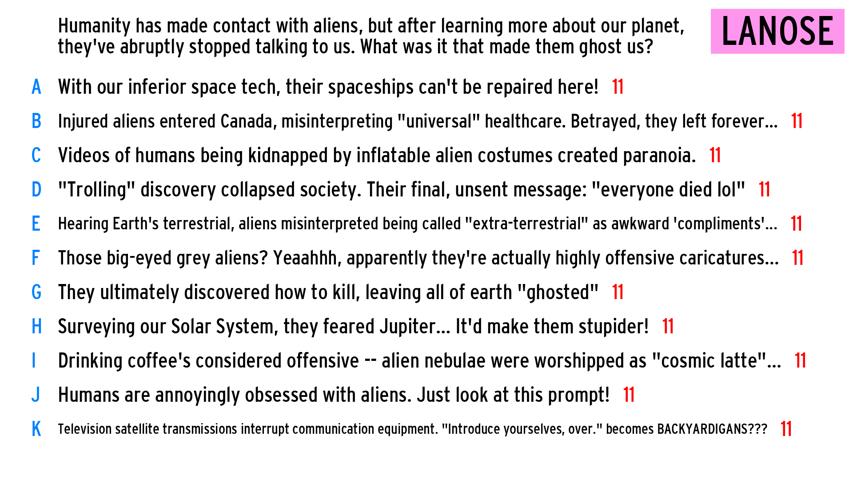 Humanity has made contact with aliens, but after learning more about our planet,
they've abruptly stopped talking to us. What was it that made them ghost us?
LANOSE
A With our inferior space tech, their spaceships can't be repaired here! 11
B Injured aliens entered Canada, misinterpreting "universal" healthcare. Betrayed, they left forever... 11
C Videos of humans being kidnapped by inflatable alien costumes created paranoia. 11
D "Trolling" discovery collapsed society. Their final, unsent message: "everyone died lol" 11
E Hearing Earth's terrestrial, aliens misinterpreted being called "extra-terrestrial" as awkward 'compliments'... 11
F Those big-eyed grey aliens? Yeaahhh, apparently they're actually highly offensive caricatures... 11
G They ultimately discovered how to kill, leaving all of earth "ghosted" 11
H Surveying our Solar System, they feared Jupiter... It'd make them stupider! 11
I Drinking coffee's considered offensive -- alien nebulae were worshipped as "cosmic latte"... 11
J Humans are annoyingly obsessed with aliens. Just look at this prompt! 11
K Television satellite transmissions interrupt communication equipment. "Introduce yourselves, over." becomes BACKYARDIGANS??? 11